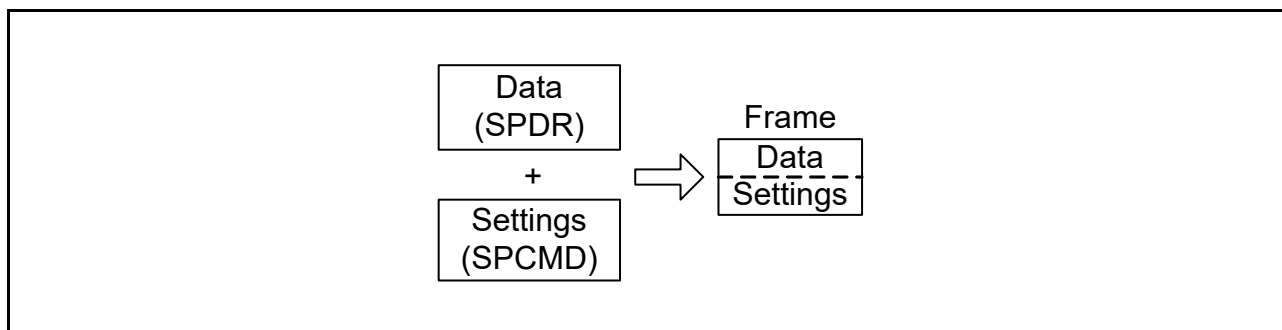 Data
(SPDR)
+
Settings
(SPCMD)
Frame
Data
Settings